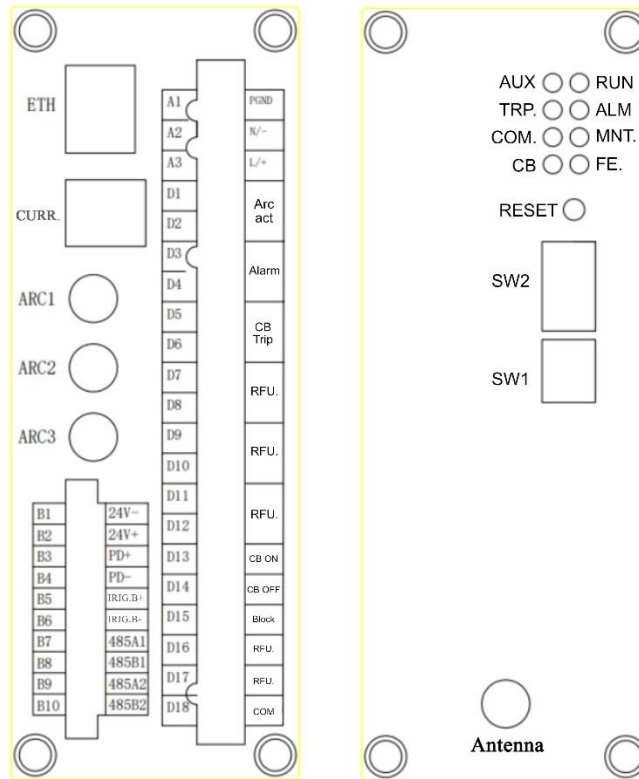 ETH
CURR.
ARC1
ARC2
ARC3
A1 PGND
A2 N/-
A3 L/+
D1
D2
Arc
act
D3
D4
Alarm
D5
D6
CB
Trip
D7
D8
RFU.
D9
D10
RFU.
D11
D12
RFU.
D13 CB ON
D14 CB OFF
D15 Block
D16 RFU.
D17 RFU.
D18 COM
B1 24V-
B2 24V+
B3 PD+
B4 PD-
B5 IRIG.B+
B6 IRIG.B-
B7 485A1
B8 485B1
B9 485A2
B10 485B2
AUX RUN
TRP. ALM
COM. MNT.
CB FE.
RESET
SW2
SW1
Antenna